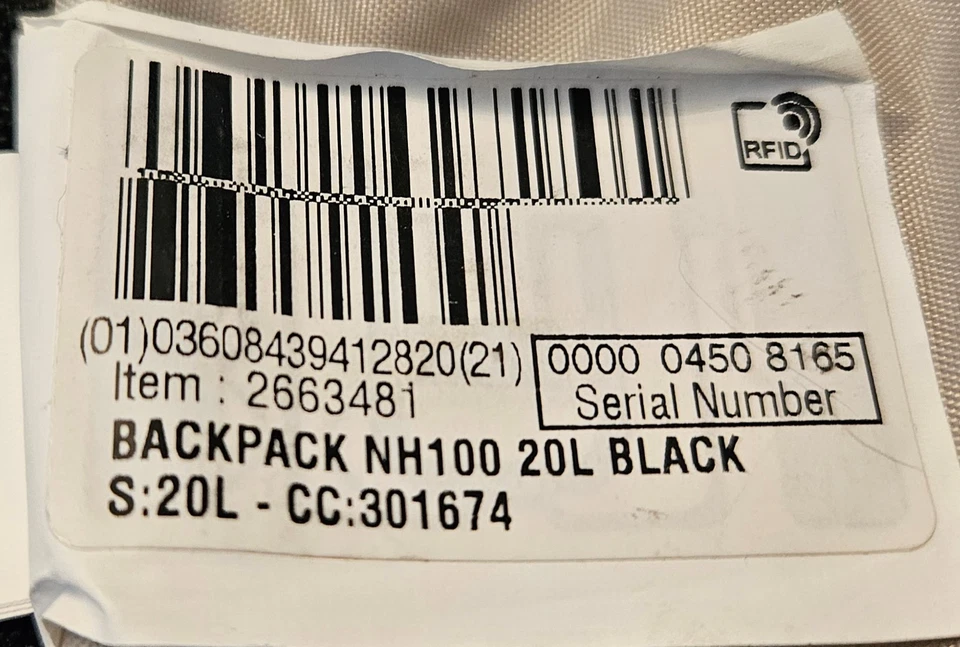 RFID
(01)03608439412820(21) 0000 0450 8165
Serial Number
Item : 2663481
BACKPACK NH100 20L BLACK
S:20L - CC:301674